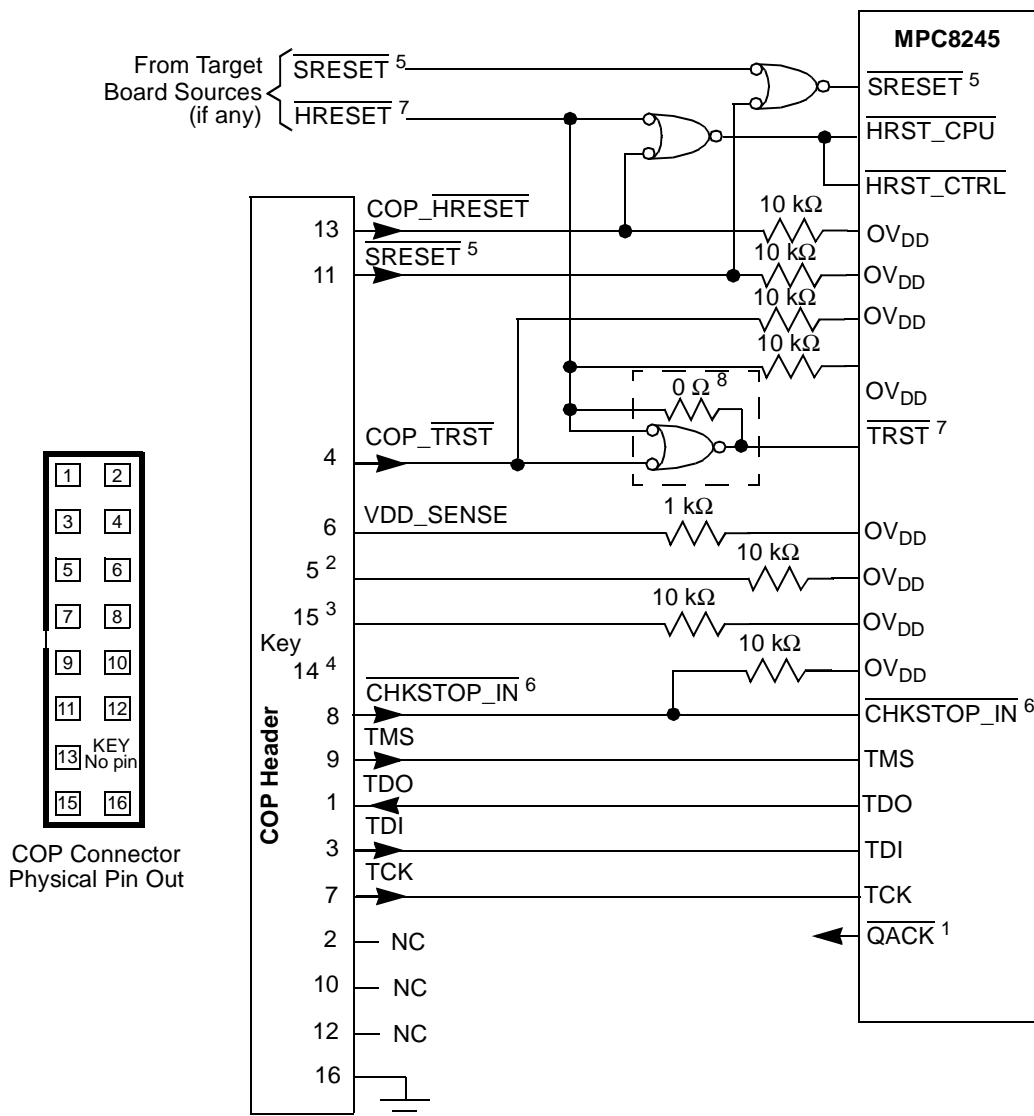 MPC8245
From Target
Board Sources
(if any)
SRESET 5
HRESET 7
SRESET 5
HRST_CPU
HRST_CTRL
13
COP_HRESET
10 kΩ
OVDD
11
SRESET 5
10 kΩ
OVDD
10 kΩ
OVDD
10 kΩ
OVDD
0 Ω 8
4
COP_TRST
TRST 7
6
VDD_SENSE
1 kΩ
OVDD
5 2
10 kΩ
OVDD
15 3
10 kΩ
OVDD
Key
14 4
10 kΩ
OVDD
8
CHKSTOP_IN 6
CHKSTOP_IN 6
9
TMS
TMS
1
TDO
TDO
3
TDI
TDI
7
TCK
TCK
QACK 1
2
NC
10
NC
12
NC
16
COP Header
1 2
3 4
5 6
7 8
9 10
11 12
13 KEY
No pin
15 16
COP Connector
Physical Pin Out